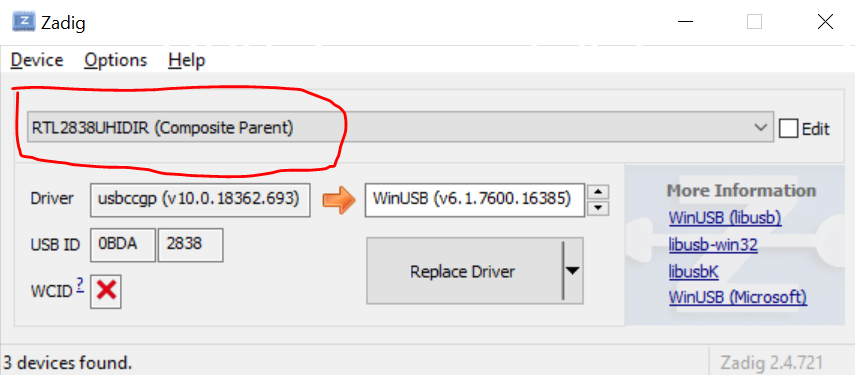 Zadig
Device Options Help
RTL2838UHIDIR (Composite Parent) Edit
Driver usbccgp (v10.0.18362.693) WinUSB (v6.1.7600.16385)
USB ID 0BDA 2838
WCID ?
Replace Driver
More Information
WinUSB (libusb)
libusb-win32
libusbK
WinUSB (Microsoft)
3 devices found. Zadig 2.4.721